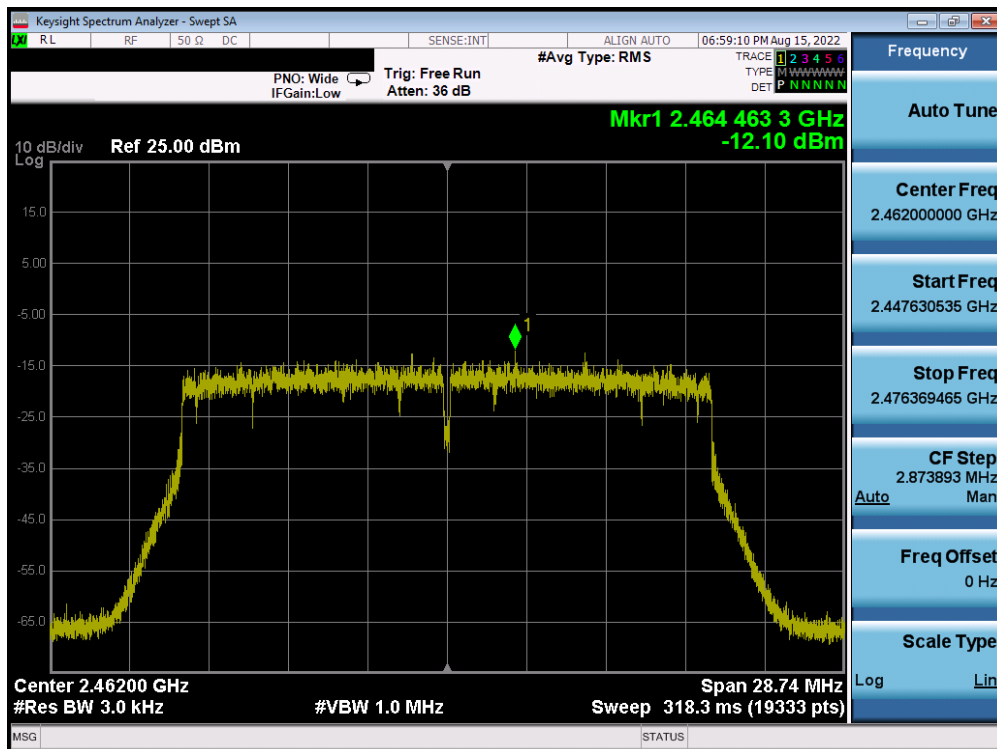 Keysight Spectrum Analyzer - Swept SA
LXI RL RF 50 Ω DC SENSE:INT ALIGN AUTO 06:59:10 PM Aug 15, 2022
#Avg Type: RMS TRACE 1 2 3 4 5 6
PNO: Wide Trig: Free Run TYPE M WWWWW
IFGain:Low Atten: 36 dB DET P N N N N N
Mkr1 2.464 463 3 GHz
-12.10 dBm
10 dB/div Ref 25.00 dBm
Log
15.0
5.00
-5.00
1
-15.0
-25.0
-35.0
-45.0
-55.0
-65.0
Center 2.46200 GHz Span 28.74 MHz
#Res BW 3.0 kHz #VBW 1.0 MHz Sweep 318.3 ms (19333 pts)
MSG STATUS
Frequency
Auto Tune
Center Freq
2.462000000 GHz
Start Freq
2.447630535 GHz
Stop Freq
2.476369465 GHz
CF Step
2.873893 MHz
Auto Man
Freq Offset
0 Hz
Scale Type
Log Lin